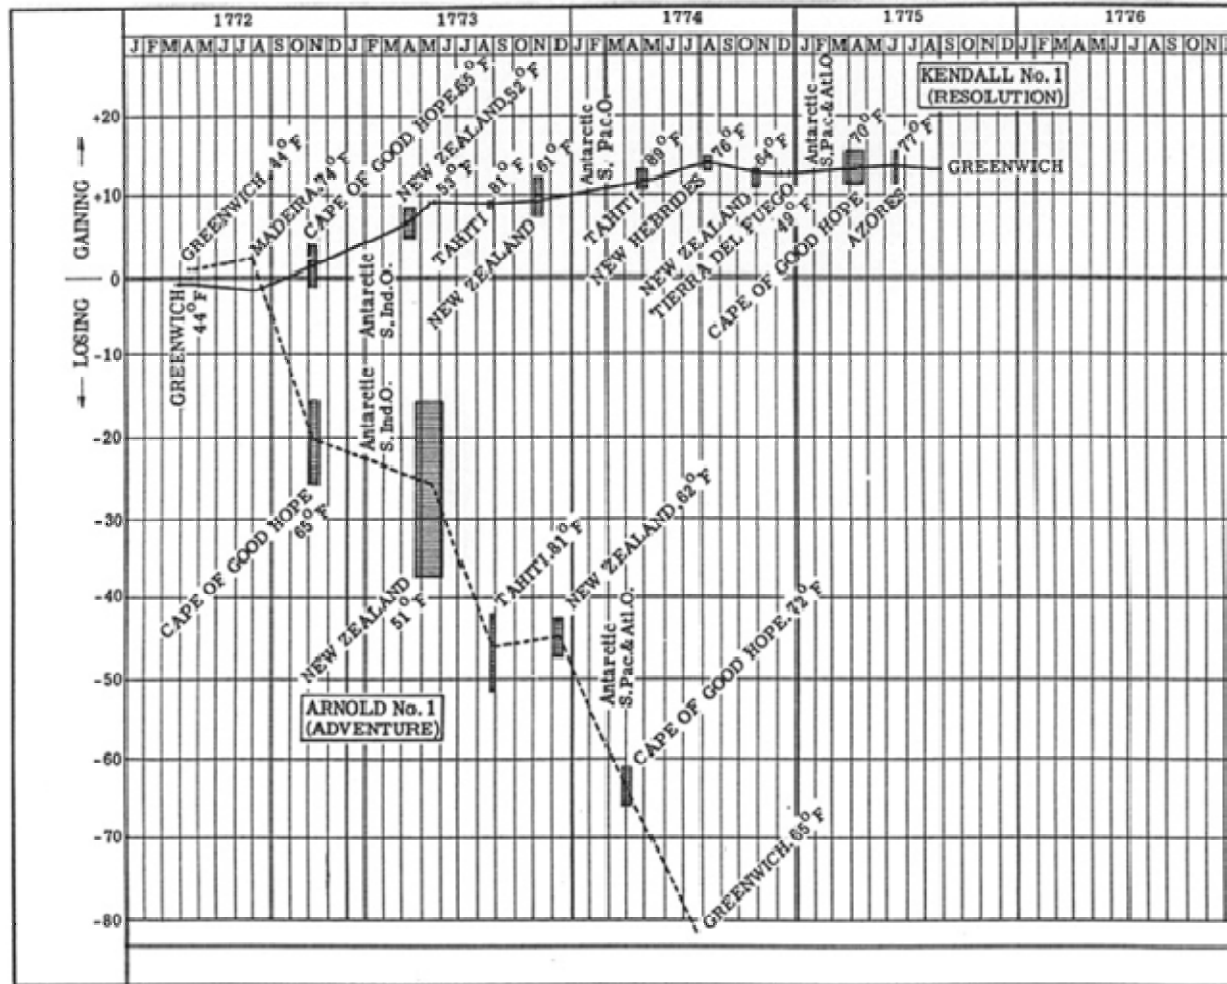 1772 1773 1774 1775 1776
J F M A M J J A S O N D J F M A M J J A S O N D J F M A M J J A S O N D J F M A M J J A S O N D J F M A M J J A S O N
KENDALL No. 1
(RESOLUTION)
+20
+10
0
-10
-20
-30
-40
-50
-60
-70
-80
GAINING
LOSING
GREENWICH, 44°F
MADEIRA, 74°F
CAPE OF GOOD HOPE, 65°F
74°F
NEW ZEALAND, 52°F
53°F
TAHITI 81°F
NEW ZEALAND 61°F
Antarctic
S. Pac.O.
TAHITI 89°F
NEW HEBRIDES 76°F
NEW ZEALAND 64°F
TIERRA DEL FUEGO
49°F
Antarctic
S.Pac.& Atl.O.
CAPE OF GOOD HOPE 70°F
AZORES 77°F
GREENWICH
GREENWICH
44°F
Antarctic
S.Ind.O.
Antarctic
S.Ind.O.
CAPE OF GOOD HOPE
65°F
NEW ZEALAND
51°F
TAHITI, 81°F
NEW ZEALAND, 62°F
Antarctic
S.Pac.& Atl.O.
CAPE OF GOOD HOPE, 72°F
GREENWICH, 65°F
ARNOLD No. 1
(ADVENTURE)